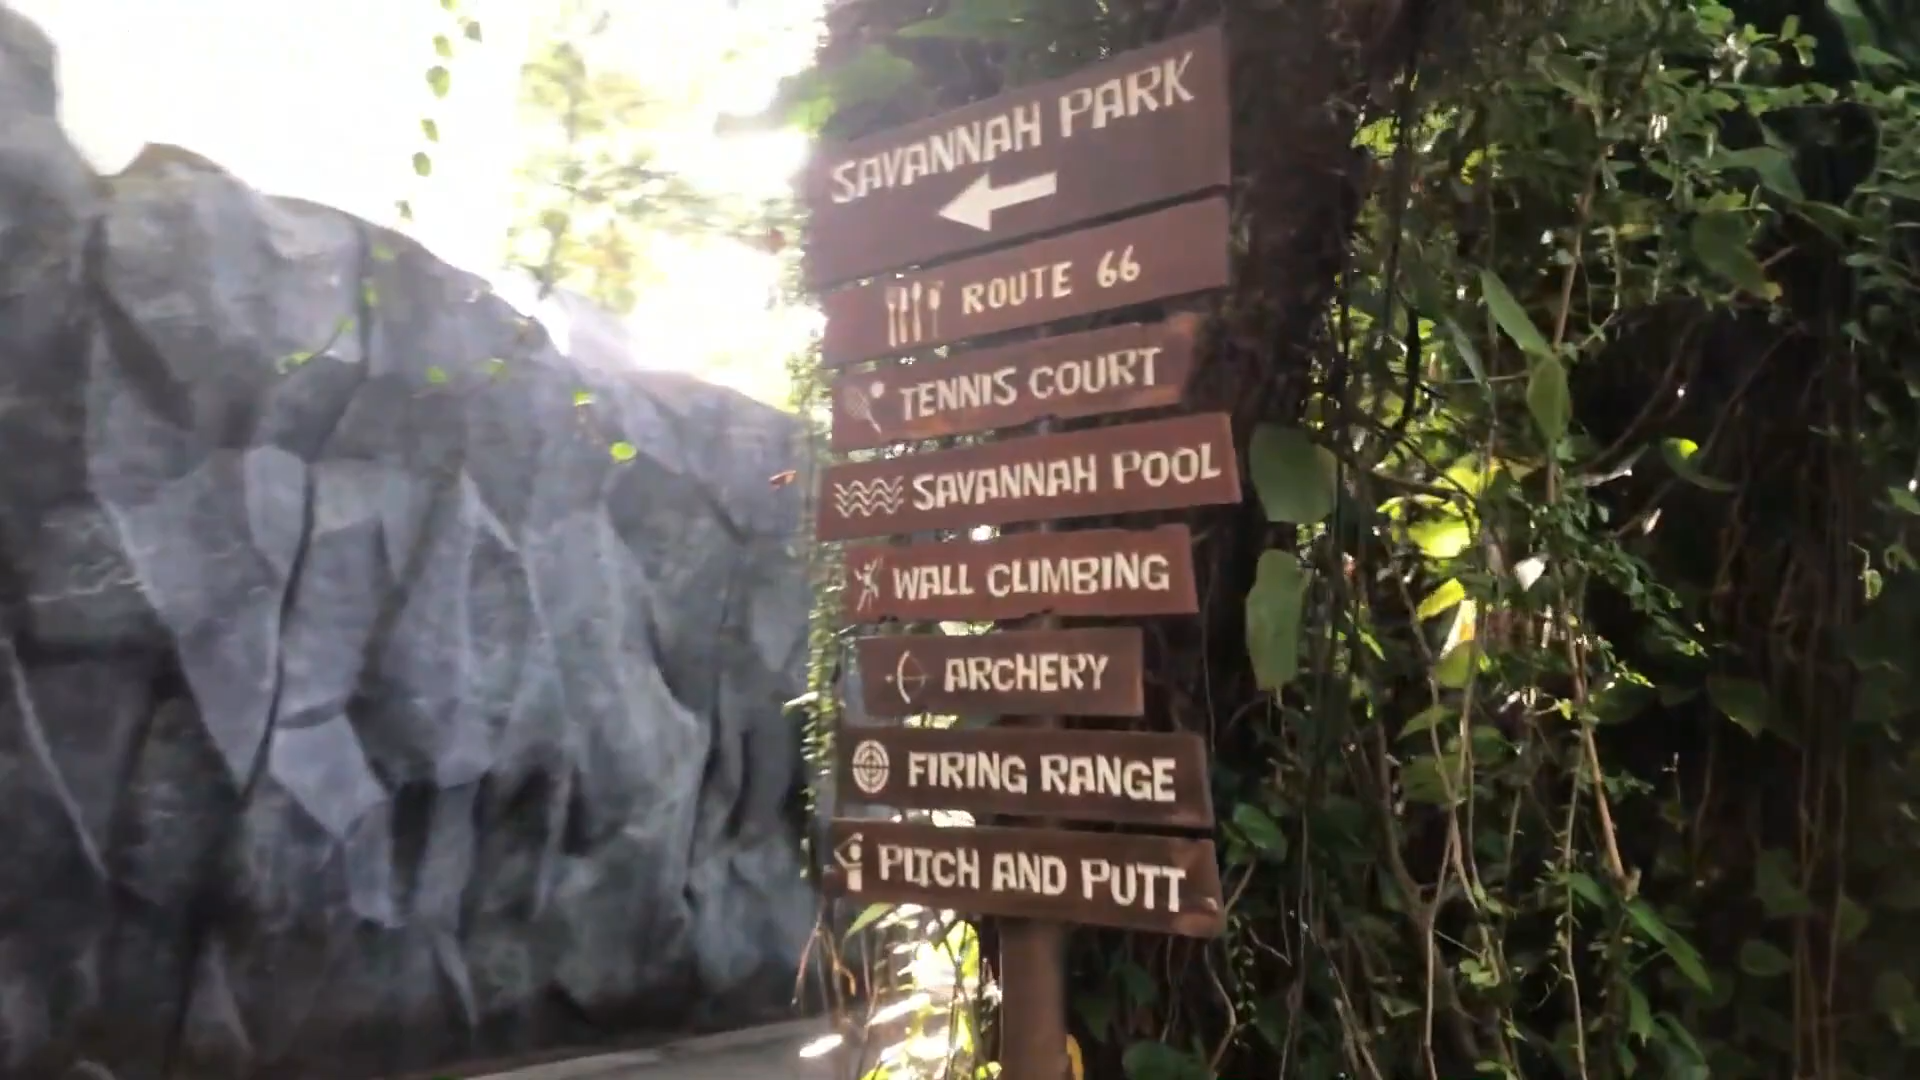 SAVANNAH PARK
ROUTE 66
TENNIS COURT
SAVANNAH POOL
WALL CLIMBING
ARCHERY
FIRING RANGE
PITCH AND PUTT